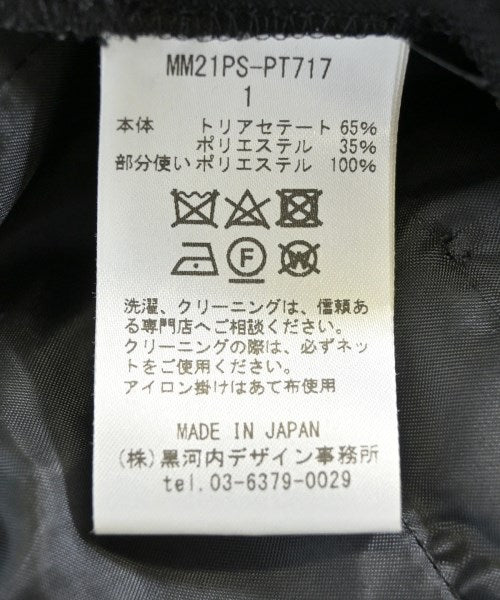 MM21PS-PT717
1
本体 トリアセテート 65%
ポリエステル 35%
部分使い ポリエステル 100%
F W
洗濯、クリーニングは、信頼あ
る専門店へご相談ください。
クリーニングの際は、必ずネッ
トをご使用ください。
アイロン掛けはあて布使用
MADE IN JAPAN
(株)黒河内デザイン事務所
tel.03-6379-0029